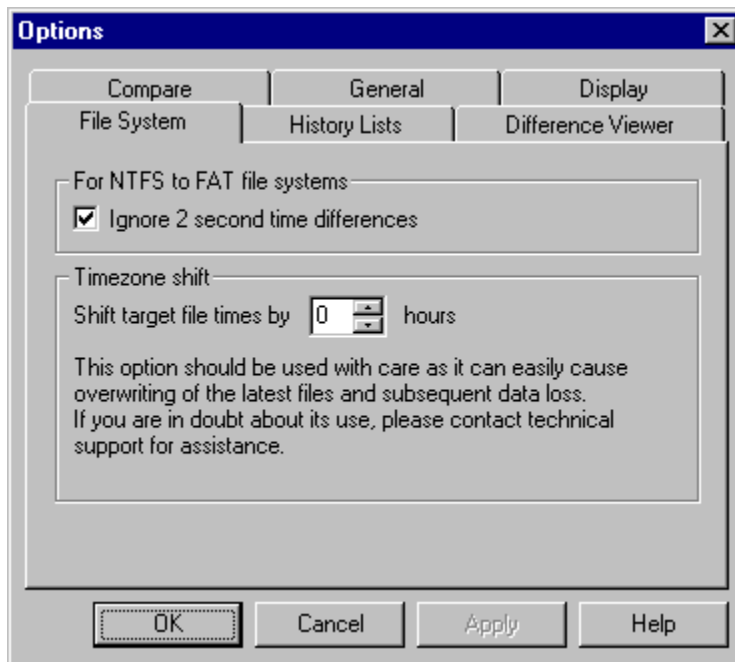 Options
Compare General Display
File System History Lists Difference Viewer
For NTFS to FAT file systems
Ignore 2 second time differences
Timezone shift
Shift target file times by 0 hours
This option should be used with care as it can easily cause
overwriting of the latest files and subsequent data loss.
If you are in doubt about its use, please contact technical
support for assistance.
OK Cancel Apply Help